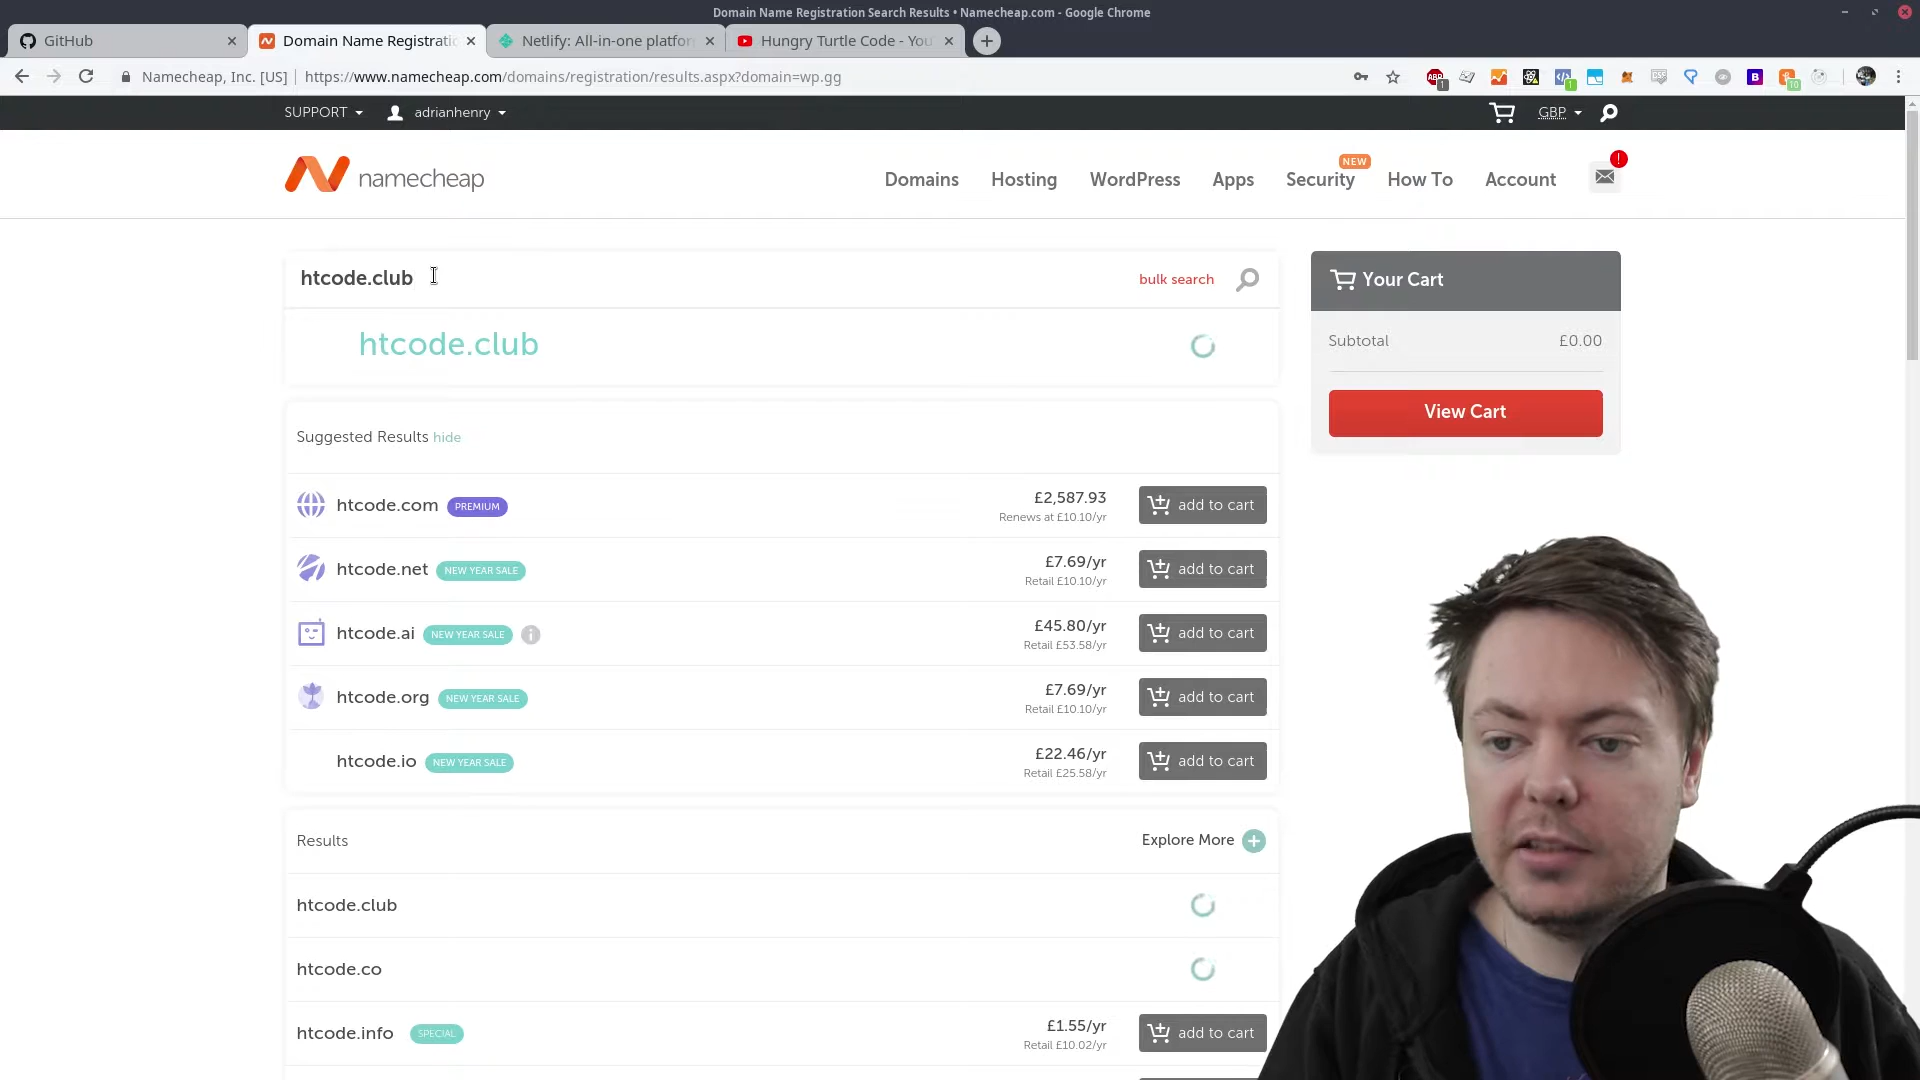 Domain Name Registration Search Results • Namecheap.com - Google Chrome
GitHub
Domain Name Registratio
Netlify: All-in-one platfor
Hungry Turtle Code - You
Namecheap, Inc. [US]
https://www.namecheap.com/domains/registration/results.aspx?domain=wp.gg
SUPPORT
adrianhenry
GBP
namecheap
Domains
Hosting
WordPress
Apps
Security
NEW
How To
Account
htcode.club
bulk search
htcode.club
Your Cart
Subtotal £0.00
View Cart
Suggested Results hide
htcode.com PREMIUM £2,587.93 add to cart
Renews at £10.10/yr
htcode.net NEW YEAR SALE £7.69/yr add to cart
Retail £10.10/yr
htcode.ai NEW YEAR SALE £45.80/yr add to cart
Retail £53.58/yr
htcode.org NEW YEAR SALE £7.69/yr add to cart
Retail £10.10/yr
htcode.io NEW YEAR SALE £22.46/yr add to cart
Retail £25.58/yr
Results Explore More
htcode.club
htcode.co
htcode.info SPECIAL £1.55/yr add to cart
Retail £10.02/yr